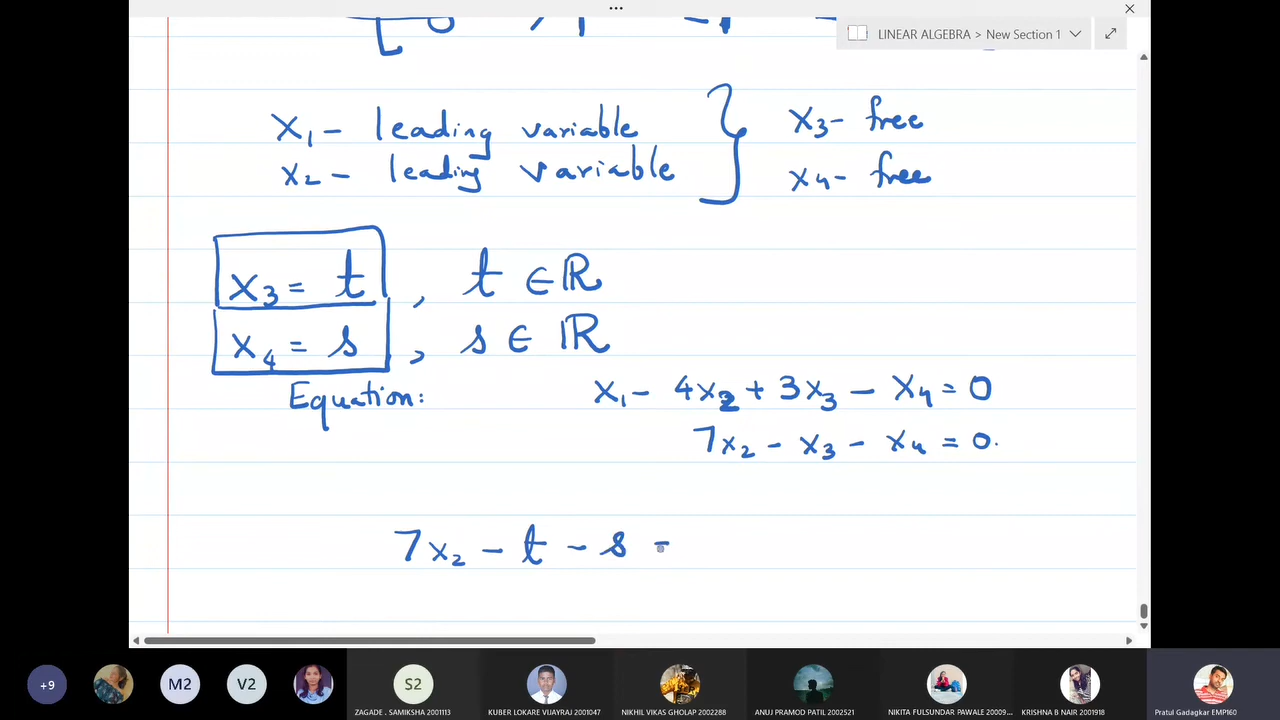 LINEAR ALGEBRA > New Section 1
x₁ - leading variable
x₂ - leading variable
x₃ - free
x₄ - free
x₃ = t , t ∈ ℝ
x₄ = s , s ∈ ℝ
Equation: x₁ - 4x₂ + 3x₃ - x₄ = 0
7x₂ - x₃ - x₄ = 0.
7x₂ - t - s =
+9 M2 V2 S2
ZAGADE . SAMIKSHA 2001113 KUBER LOKARE VIJAYRAJ 2001047 NIKHIL VIKAS GHOLAP 2002288 ANUJ PRAMOD PATIL 2002521 NIKITA FULSUNDAR PAWALE 20009... KRISHNA B NAIR 2001918 Pratul Gadagkar EMP160